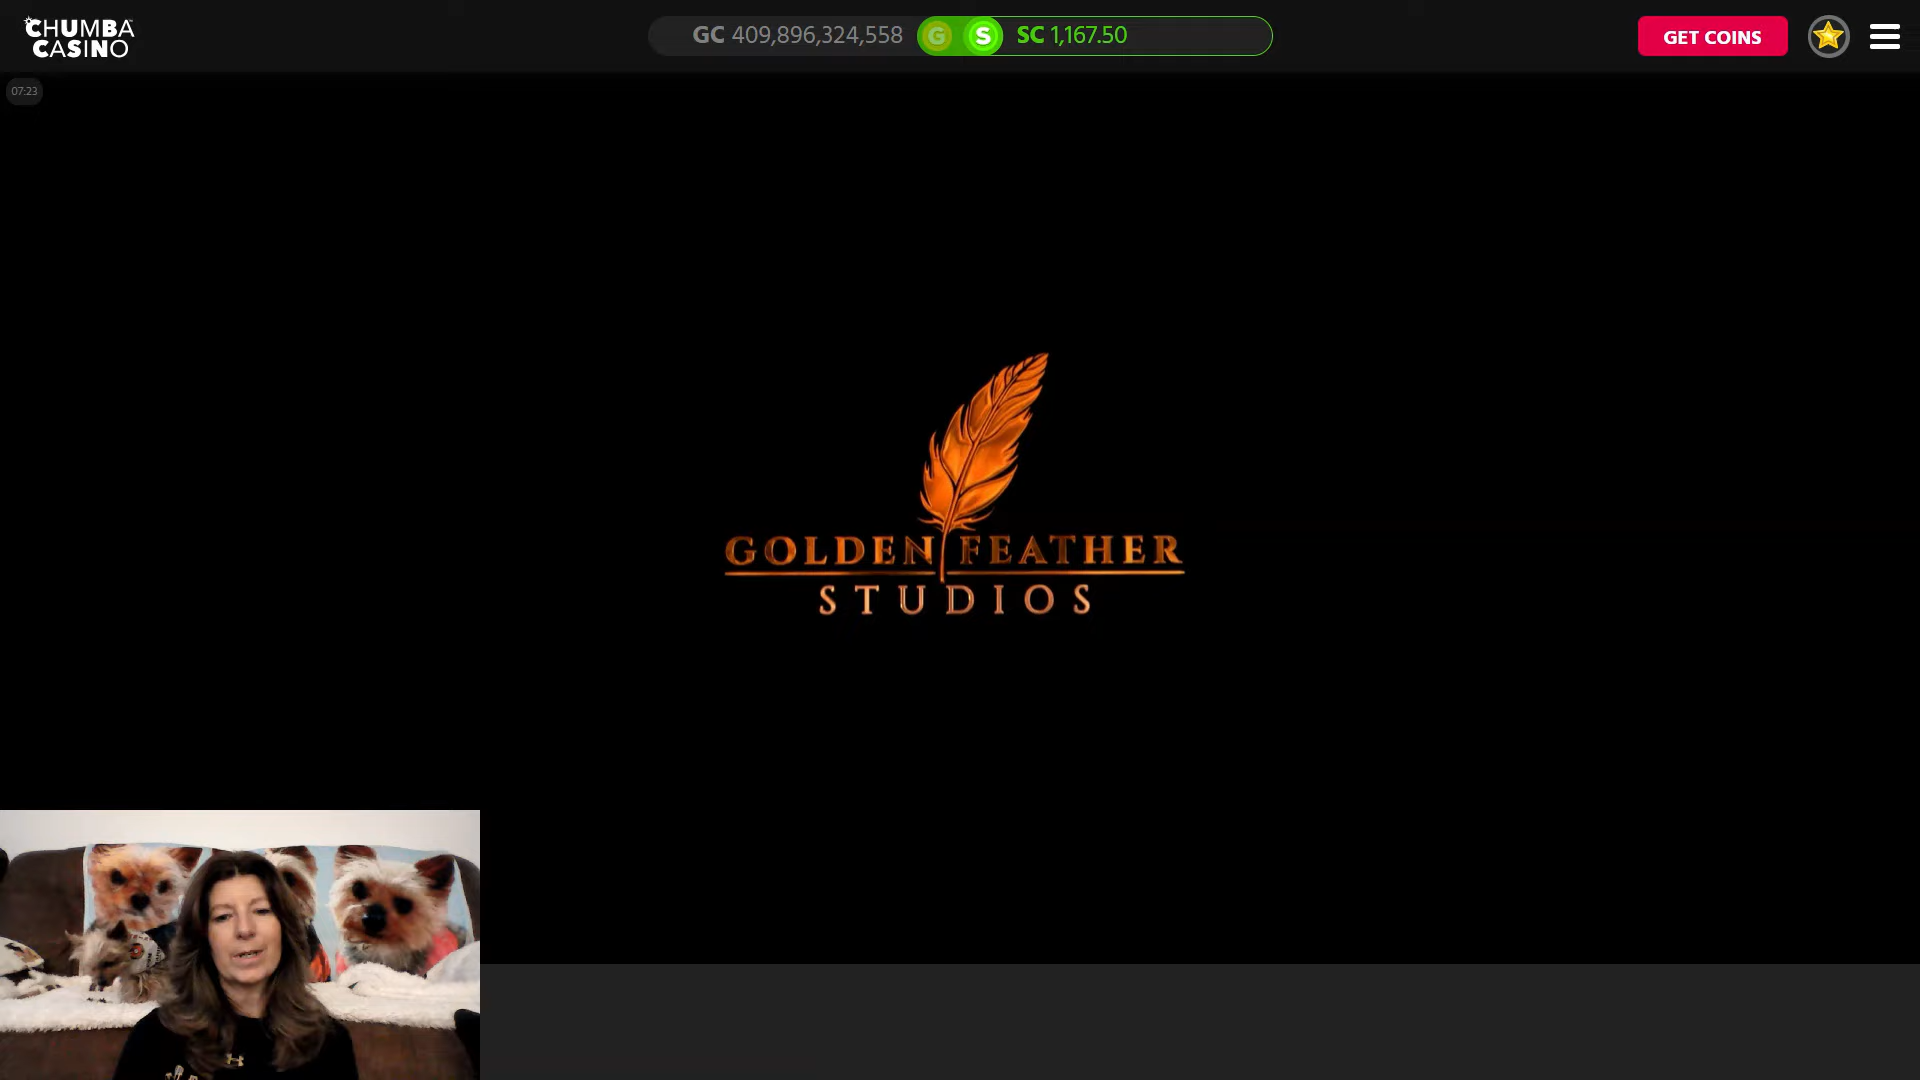 CHUMBA
CASINO
GC 409,896,324,558
G
S
SC 1,167.50
GET COINS
07:23
GOLDEN FEATHER
STUDIOS